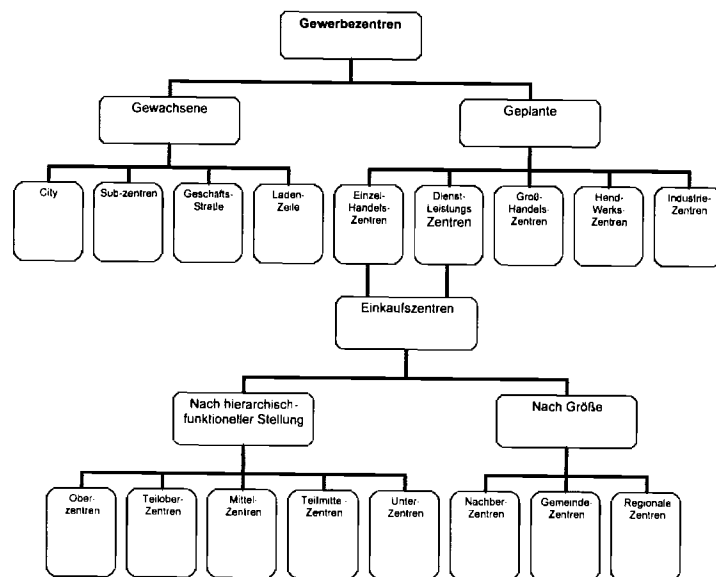 Gewerbezentren
Gewachsene
Geplante
City
Sub-zentren
Geschäfts-
Straße
Laden-
Zeile
Einzel-
Handels-
Zentren
Dienst-
Leistungs
Zentren
Groß-
Handels-
Zentren
Hend-
Werks-
Zentren
Industrie-
Zentren
Einkaufszentren
Nach hierarchisch-
funktioneller Stellung
Nach Größe
Ober-
zentren
Teilober-
Zentren
Mittel-
Zentren
Teilmittel-
Zentren
Unter-
Zentren
Nachber-
Zentren
Gemeinde-
Zentren
Regionale
Zentren